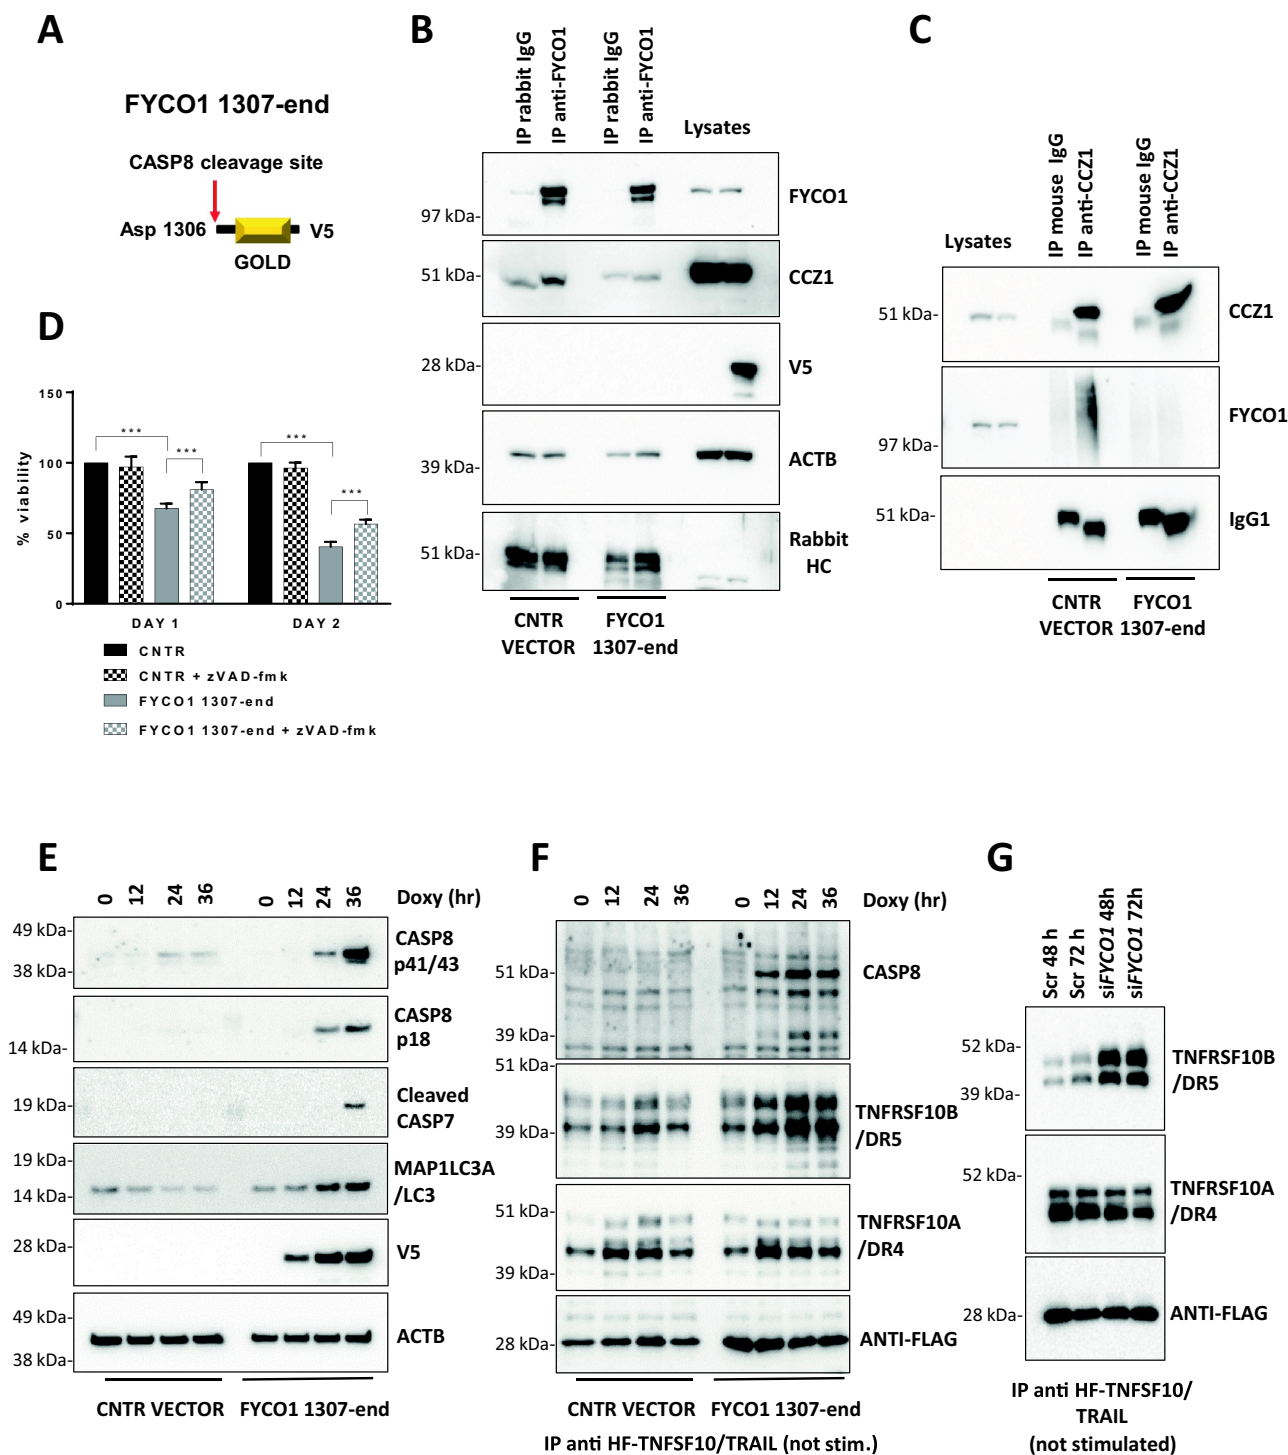 A
FYCO1 1307-end
CASP8 cleavage site
Asp 1306
V5
GOLD
B
IP rabbit IgG
IP anti-FYCO1
IP rabbit IgG
IP anti-FYCO1
Lysates
97 kDa-
FYCO1
51 kDa-
CCZ1
28 kDa-
V5
39 kDa-
ACTB
51 kDa-
Rabbit
HC
CNTR
VECTOR
FYCO1
1307-end
C
Lysates
IP mouse IgG
IP anti-CCZ1
IP mouse IgG
IP anti-CCZ1
51 kDa-
CCZ1
97 kDa-
FYCO1
51 kDa-
IgG1
CNTR
VECTOR
FYCO1
1307-end
D
% viability
150
100
50
0
***
***
***
***
DAY 1
DAY 2
CNTR
CNTR + zVAD-fmk
FYCO1 1307-end
FYCO1 1307-end + zVAD-fmk
E
0 12 24 36 0 12 24 36 Doxy (hr)
49 kDa-
38 kDa-
CASP8
p41/43
14 kDa-
CASP8
p18
19 kDa-
Cleaved
CASP7
19 kDa-
14 kDa-
MAP1LC3A
/LC3
28 kDa-
V5
49 kDa-
38 kDa-
ACTB
CNTR VECTOR FYCO1 1307-end
F
0 12 24 36 0 12 24 36 Doxy (hr)
51 kDa-
39 kDa-
CASP8
51 kDa-
39 kDa-
TNFRSF10B
/DR5
51 kDa-
39 kDa-
TNFRSF10A
/DR4
28 kDa-
ANTI-FLAG
CNTR VECTOR FYCO1 1307-end
IP anti HF-TNFSF10/TRAIL (not stim.)
G
Scr 48 h
Scr 72 h
siFYCO1 48h
siFYCO1 72h
52 kDa-
39 kDa-
TNFRSF10B
/DR5
52 kDa-
TNFRSF10A
/DR4
28 kDa-
ANTI-FLAG
IP anti HF-TNFSF10/
TRAIL
(not stimulated)